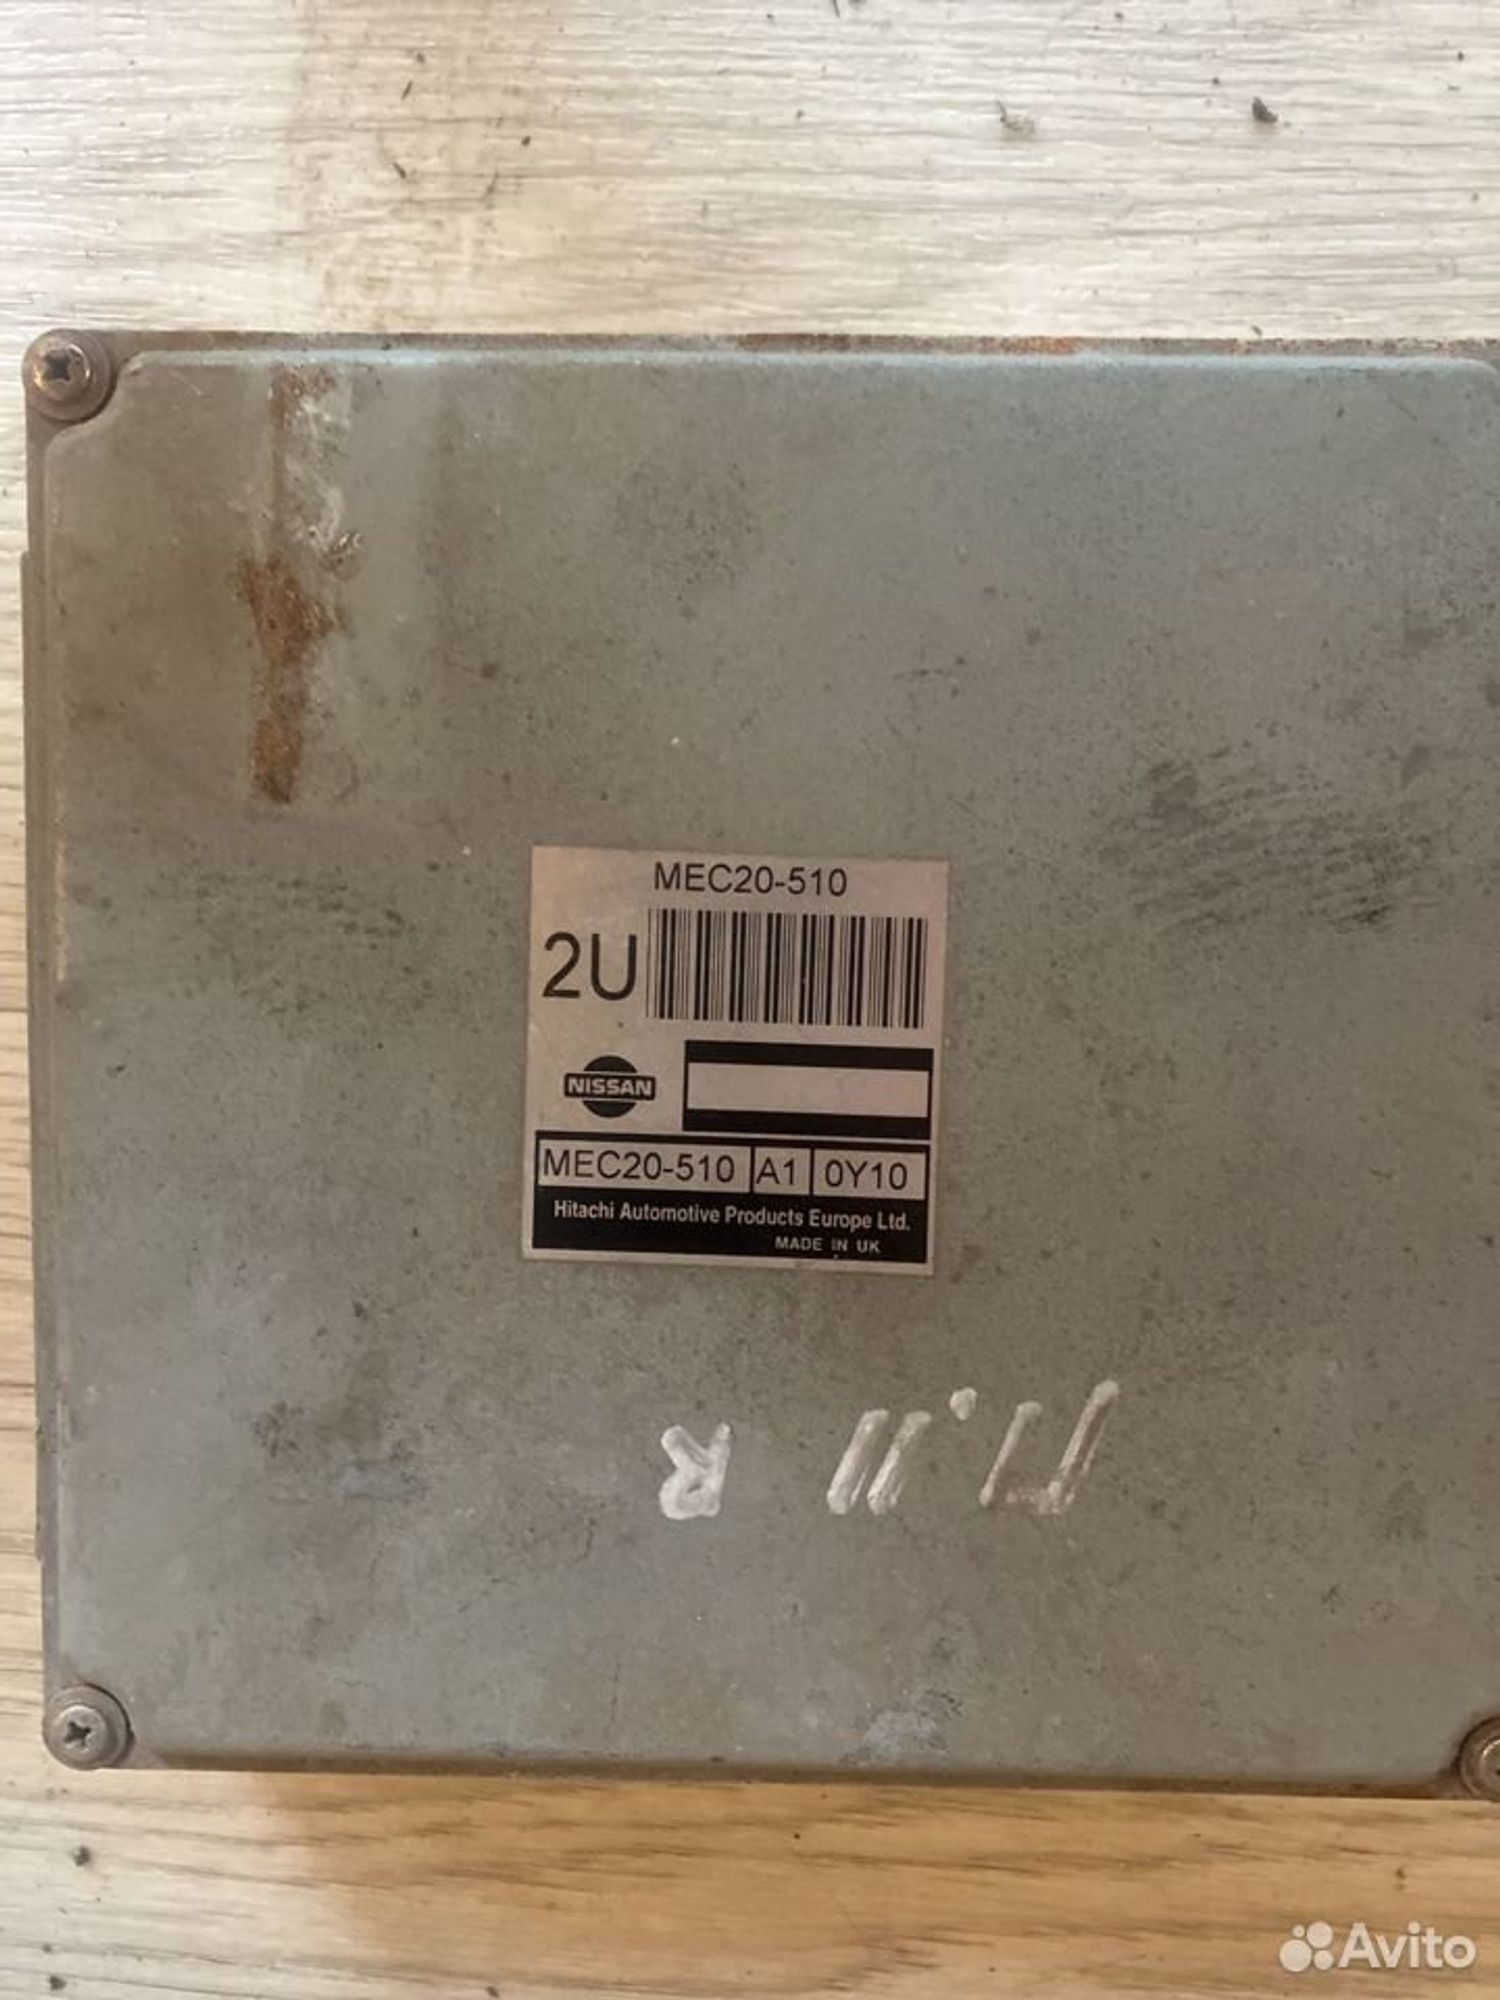 MEC20-510
2U
NISSAN
MEC20-510 A1 0Y10
Hitachi Automotive Products Europe Ltd.
MADE IN UK
Avito